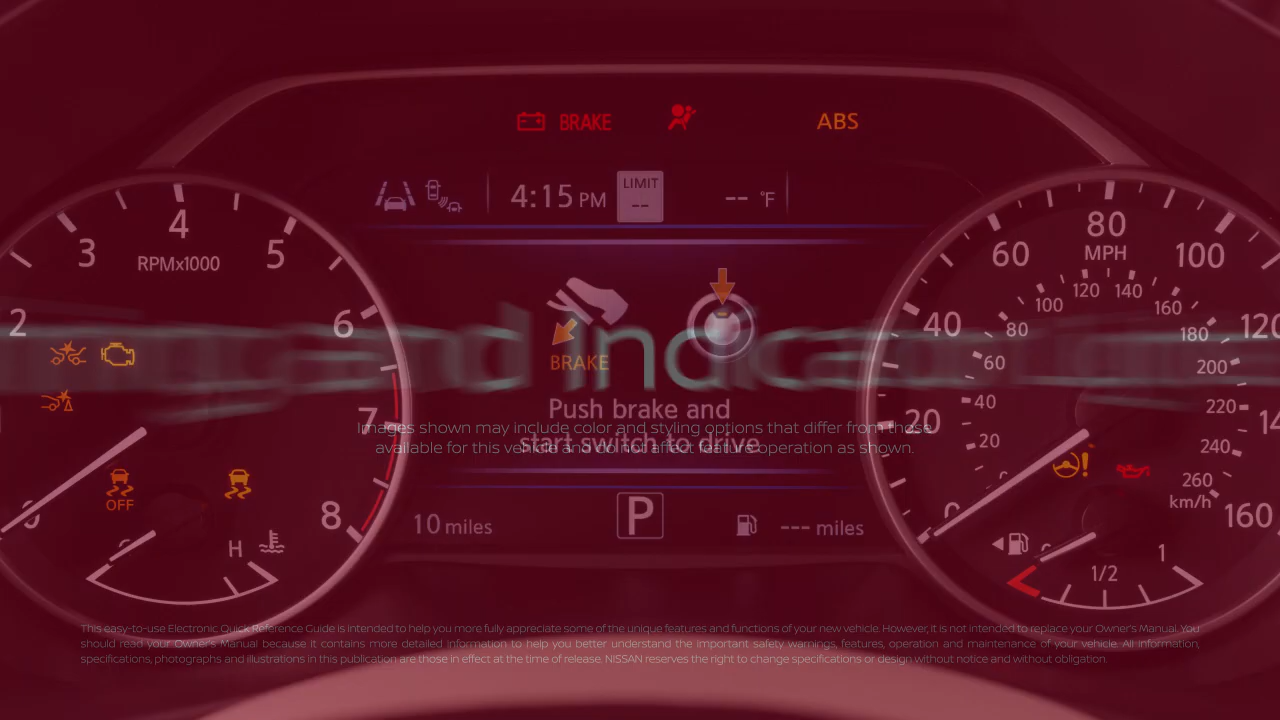 BRAKE ABS
4:15 PM LIMIT -- -- °F
3 4 5
RPMx1000
2 6
7
8
OFF
H
60 80 100
MPH
40 120
20
0 160
80 100 120 140 160
60 180
40 200
20 220
240
260
km/h
and Indica
BRAKE
Push brake and
start switch to drive
Images shown may include color and styling options that differ from those
available for this vehicle and do not affect feature operation as shown.
10 miles P --- miles
1/2 1
This easy-to-use Electronic Quick Reference Guide is intended to help you more fully appreciate some of the unique features and functions of your new vehicle. However, it is not intended to replace your Owner's Manual. You
should read your Owner's Manual because it contains more detailed information to help you better understand the important safety warnings, features, operation and maintenance of your vehicle. All information,
specifications, photographs and illustrations in this publication are those in effect at the time of release. NISSAN reserves the right to change specifications or design without notice and without obligation.